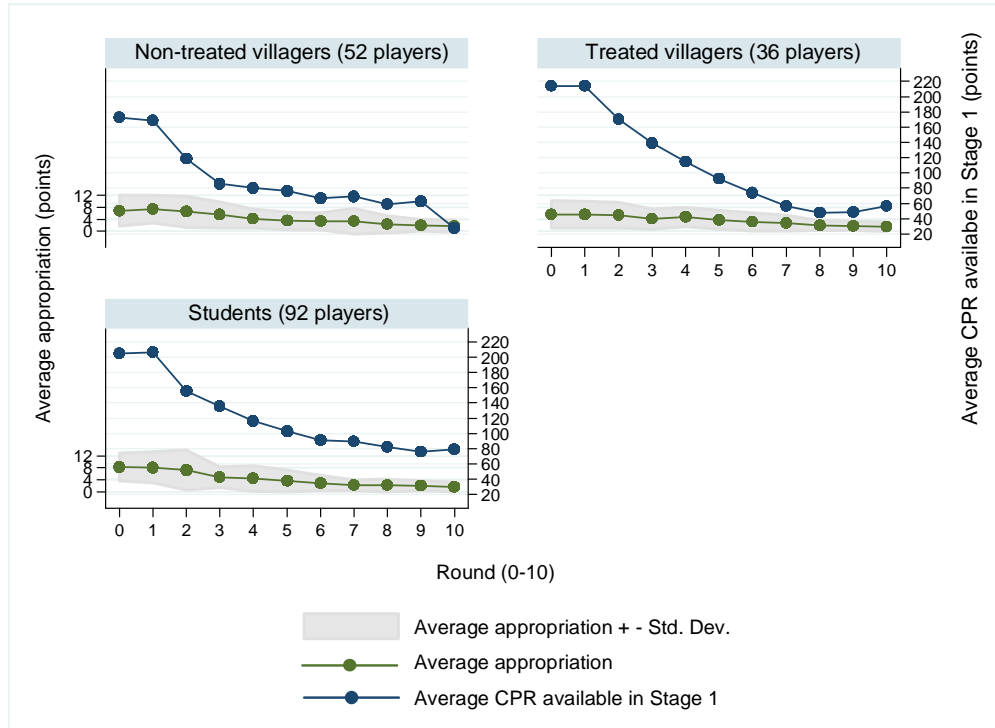 Non-treated villagers (52 players)
Treated villagers (36 players)
Average appropriation (points)
12
8
4
0
220
200
180
160
140
120
100
80
60
40
20
Average CPR available in Stage 1 (points)
0 1 2 3 4 5 6 7 8 9 10
Students (92 players)
12
8
4
0
220
200
180
160
140
120
100
80
60
40
20
0 1 2 3 4 5 6 7 8 9 10
Round (0-10)
Average appropriation + - Std. Dev.
Average appropriation
Average CPR available in Stage 1